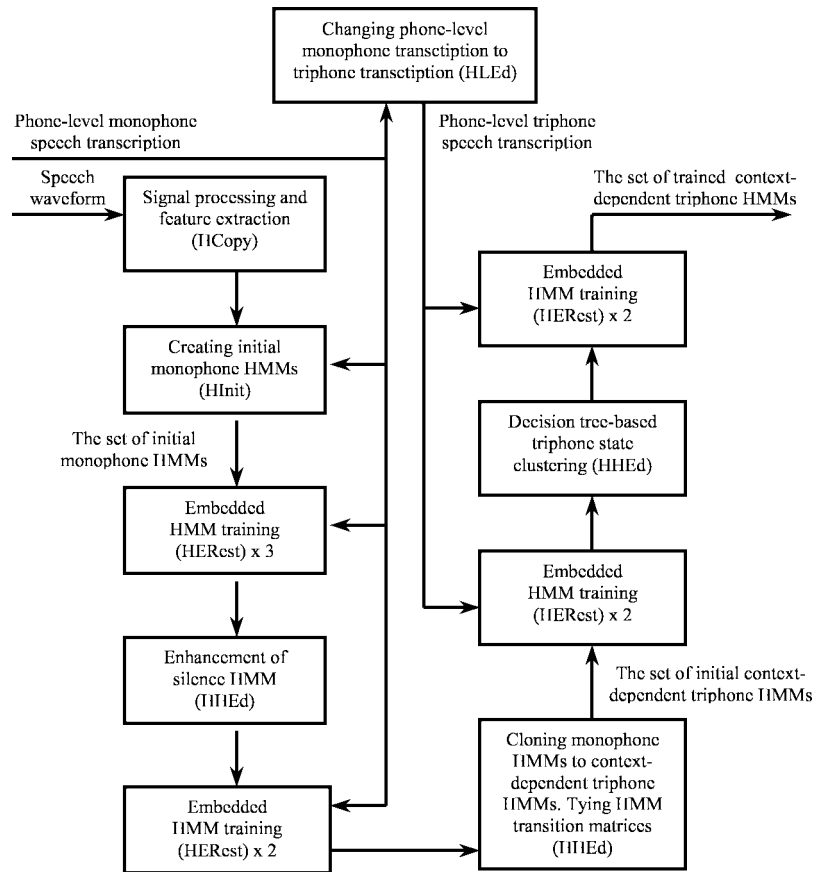 Changing phone-level
monophone transctiption to
triphone transctiption (HLEd)
Phone-level monophone
speech transcription
Phone-level triphone
speech transcription
Speech
waveform
Signal processing and
feature extraction
(HCopy)
The set of trained context-
dependent triphone HMMs
Creating initial
monophone HMMs
(HInit)
Embedded
HMM training
(HERest) x 2
The set of initial
monophone HMMs
Decision tree-based
triphone state
clustering (HHEd)
Embedded
HMM training
(HERest) x 3
Embedded
HMM training
(HERest) x 2
Enhancement of
silence HMM
(HHEd)
The set of initial context-
dependent triphone HMMs
Embedded
HMM training
(HERest) x 2
Cloning monophone
HMMs to context-
dependent triphone
HMMs. Tying HMM
transition matrices
(HHEd)